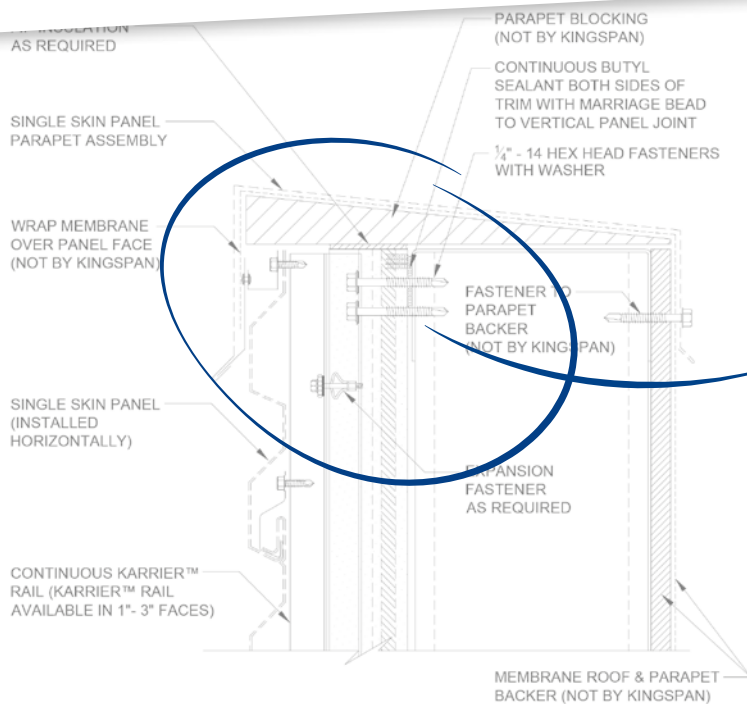 INSULATION
AS REQUIRED
SINGLE SKIN PANEL
PARAPET ASSEMBLY
WRAP MEMBRANE
OVER PANEL FACE
(NOT BY KINGSPAN)
SINGLE SKIN PANEL
(INSTALLED
HORIZONTALLY)
CONTINUOUS KARRIER™
RAIL (KARRIER™ RAIL
AVAILABLE IN 1"- 3" FACES)
PARAPET BLOCKING
(NOT BY KINGSPAN)
CONTINUOUS BUTYL
SEALANT BOTH SIDES OF
TRIM WITH MARRIAGE BEAD
TO VERTICAL PANEL JOINT
¼" - 14 HEX HEAD FASTENERS
WITH WASHER
FASTENER TO
PARAPET
BACKER
(NOT BY KINGSPAN)
EXPANSION
FASTENER
AS REQUIRED
MEMBRANE ROOF & PARAPET
BACKER (NOT BY KINGSPAN)